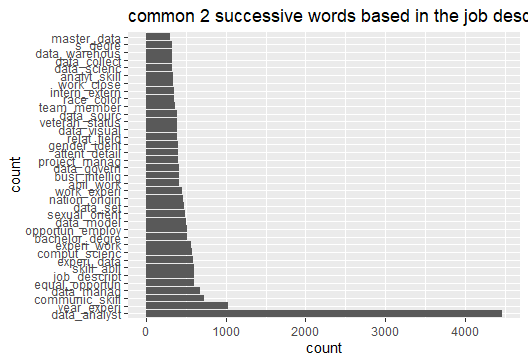 common 2 successive words based in the job desc
master_data
s_degre
data_warehous
data_collect
data_scienc
analyt_skill
work_close
intern_extern
race_color
team_member
data_sourc
veteran_status
data_visual
relat_field
gender_ident
attent_detail
project_manag
data_govern
busi_intellig
abil_work
work_experi
nation_origin
data_set
sexual_orient
data_model
opportun_employ
bachelor_degre
experi_work
comput_scienc
experi_data
skill_abil
job_descript
equal_opportun
data_manag
communic_skill
year_experi
data_analyst
count
0 1000 2000 3000 4000
count